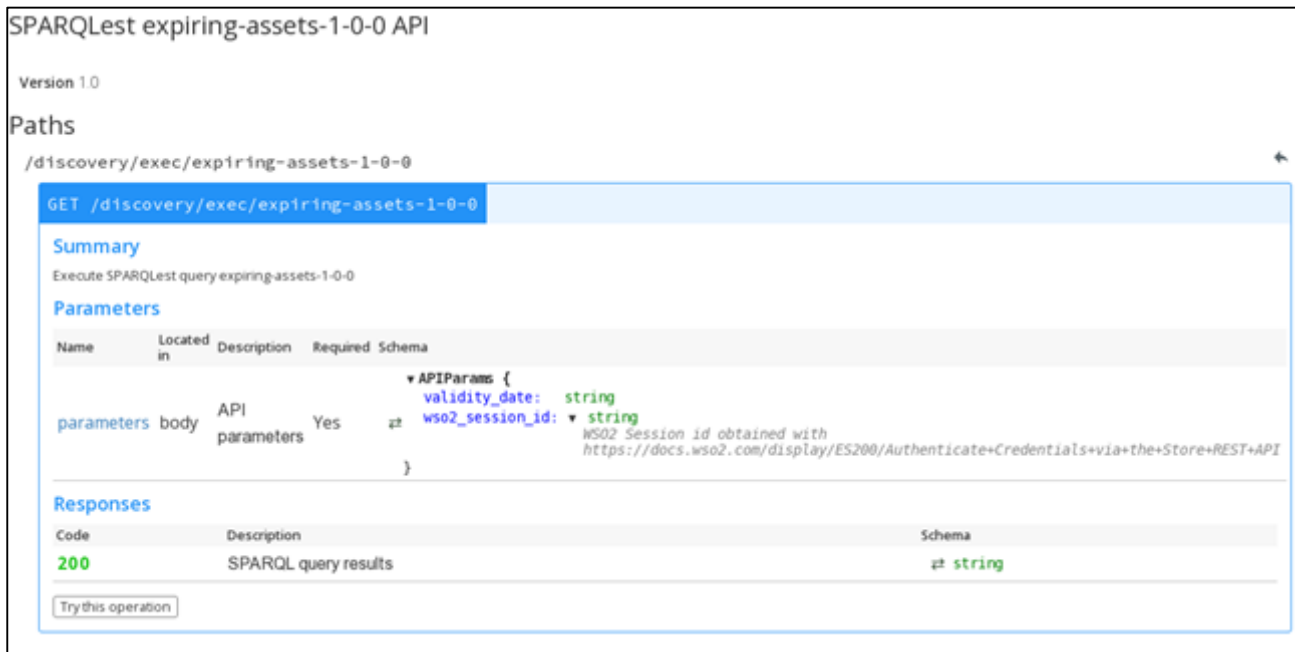 SPARQLest expiring-assets-1-0-0 API
Version 1.0
Paths
/discovery/exec/expiring-assets-1-0-0
GET /discovery/exec/expiring-assets-1-0-0
Summary
Execute SPARQLest query expiring-assets-1-0-0
Parameters
Name Located in Description Required Schema
parameters body API parameters Yes ⇄ ▼ APIParams {
validity_date: string
wso2_session_id: ▼ string
WSO2 Session id obtained with
https://docs.wso2.com/display/ES200/Authenticate+Credentials+via+the+Store+REST+API
}
Responses
Code Description Schema
200 SPARQL query results ⇄ string
Try this operation